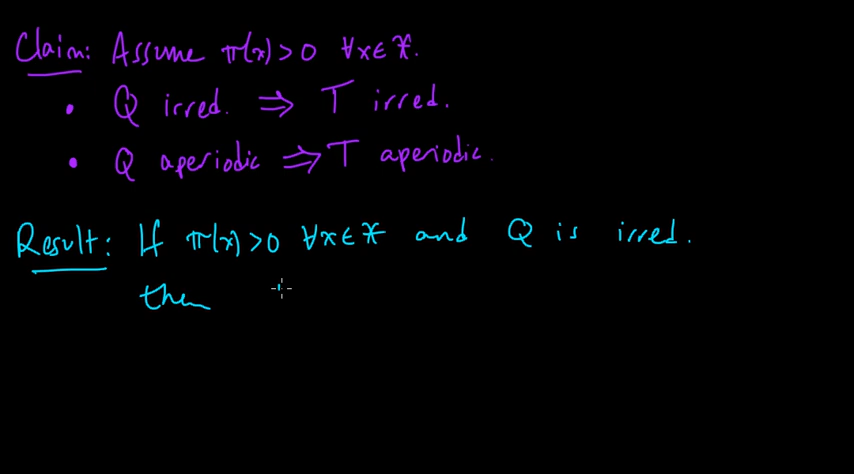 Claim: Assume π(x) > 0 ∀x∈𝒳.
• Q irred. ⇒ T irred.
• Q aperiodic ⇒ T aperiodic.
Result: If π(x) > 0 ∀x∈𝒳 and Q is irred.
then